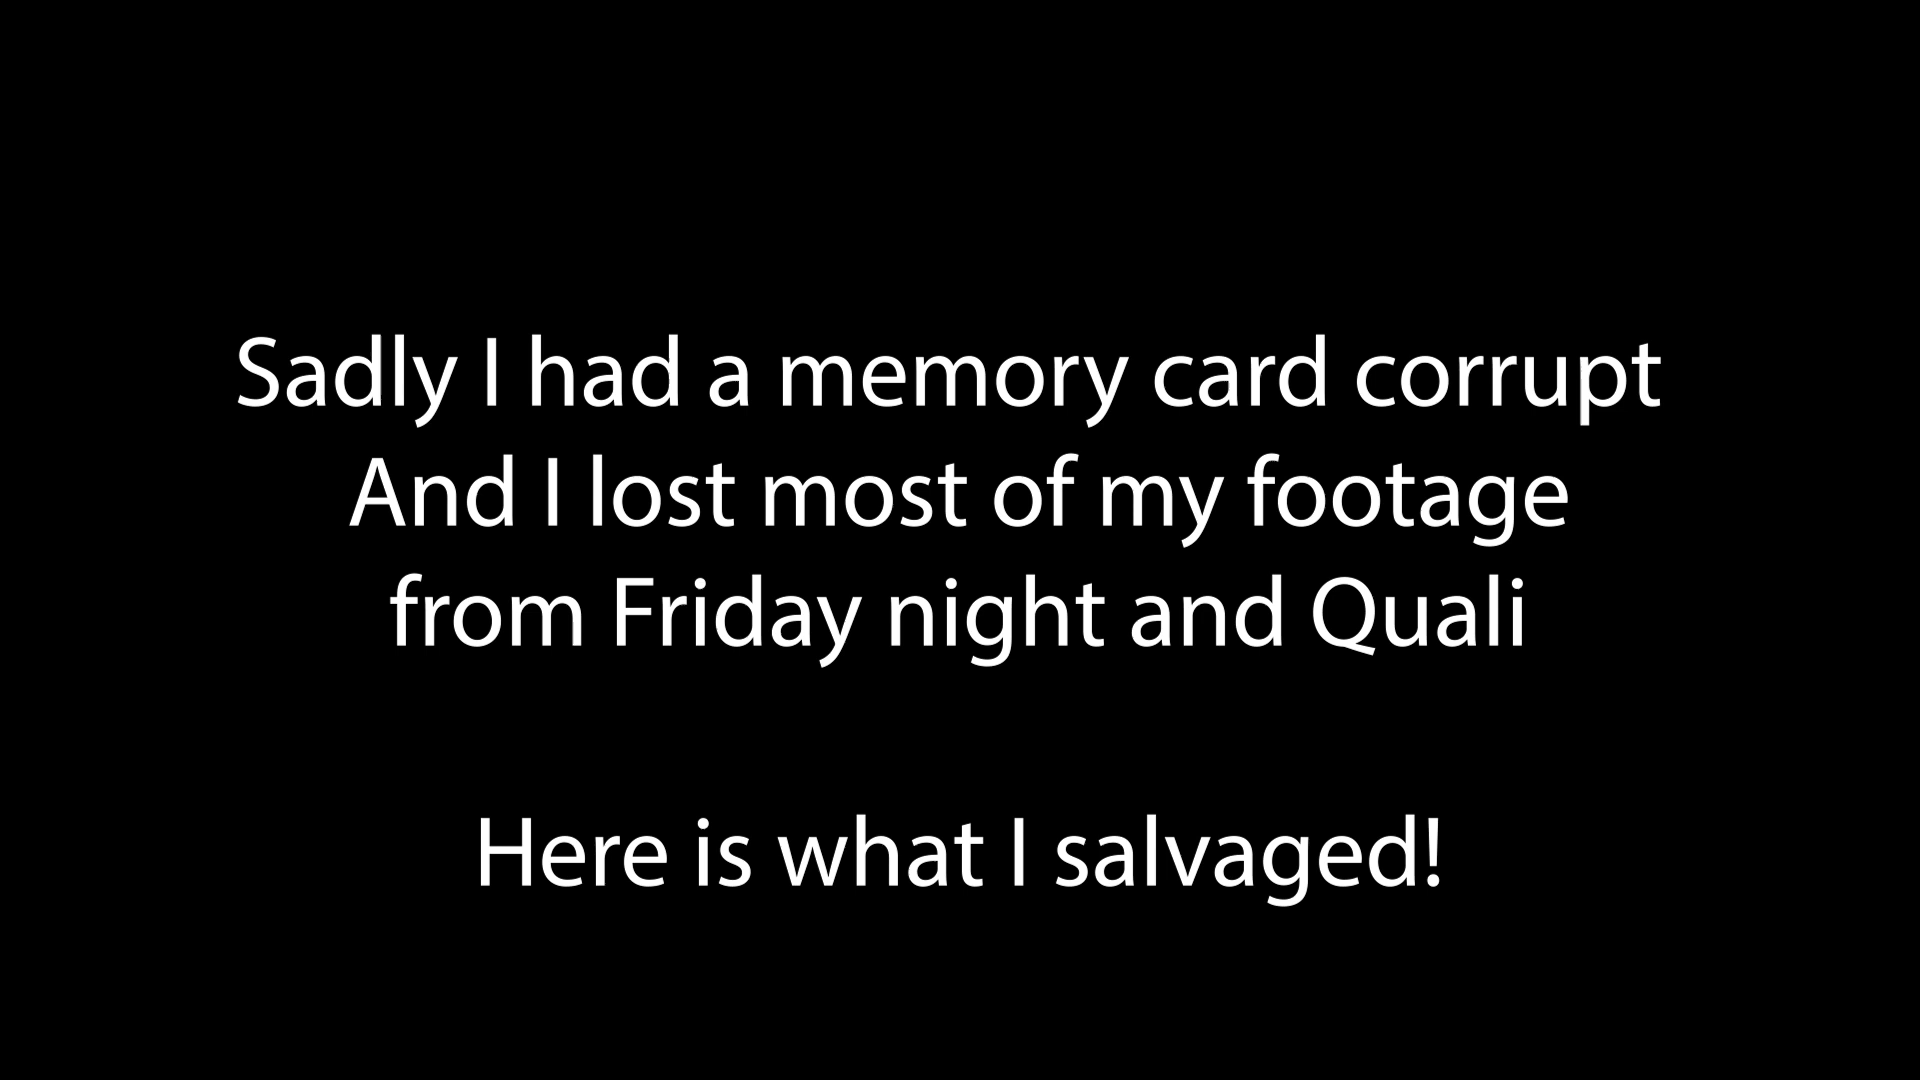 Sadly I had a memory card corrupt
And I lost most of my footage
from Friday night and Quali
Here is what I salvaged!